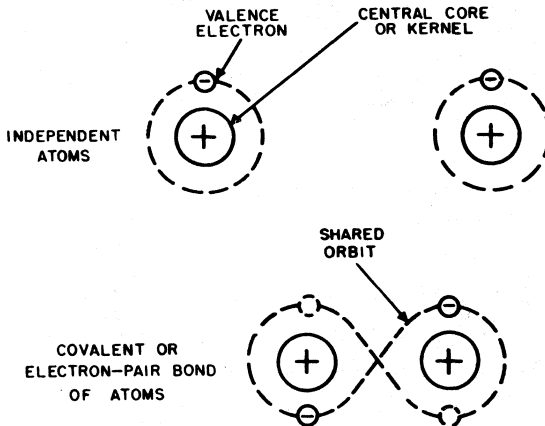 VALENCE
ELECTRON
CENTRAL CORE
OR KERNEL
INDEPENDENT
ATOMS
SHARED
ORBIT
COVALENT OR
ELECTRON-PAIR BOND
OF ATOMS